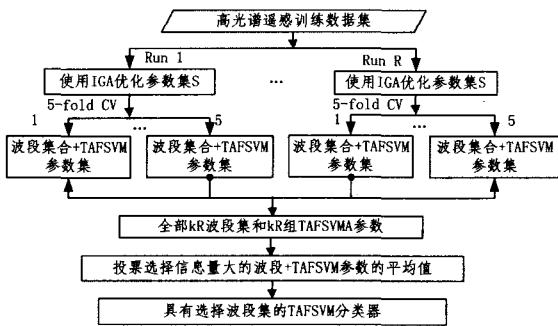 高光谱遥感训练数据集
Run 1
Run R
使用IGA优化参数集S
...
使用IGA优化参数集S
5-fold CV
5-fold CV
1
...
5
1
...
5
波段集合+TAFSVM
参数集
波段集合+TAFSVM
参数集
波段集合+TAFSVM
参数集
波段集合+TAFSVM
参数集
全部kR波段集和kR组TAFSVMA参数
投票选择信息量大的波段+TAFSVM参数的平均值
具有选择波段集的TAFSVM分类器